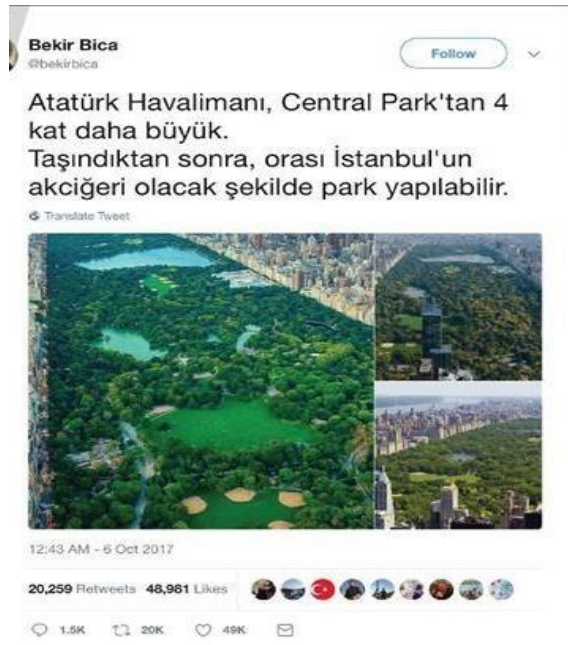 Bekir Bica
@bekirbica
Follow
Atatürk Havalimanı, Central Park'tan 4
kat daha büyük.
Taşındıktan sonra, orası İstanbul'un
akciğeri olacak şekilde park yapılabilir.
Translate Tweet
12:43 AM - 6 Oct 2017
20,259 Retweets 48,981 Likes
1.5K 20K 49K